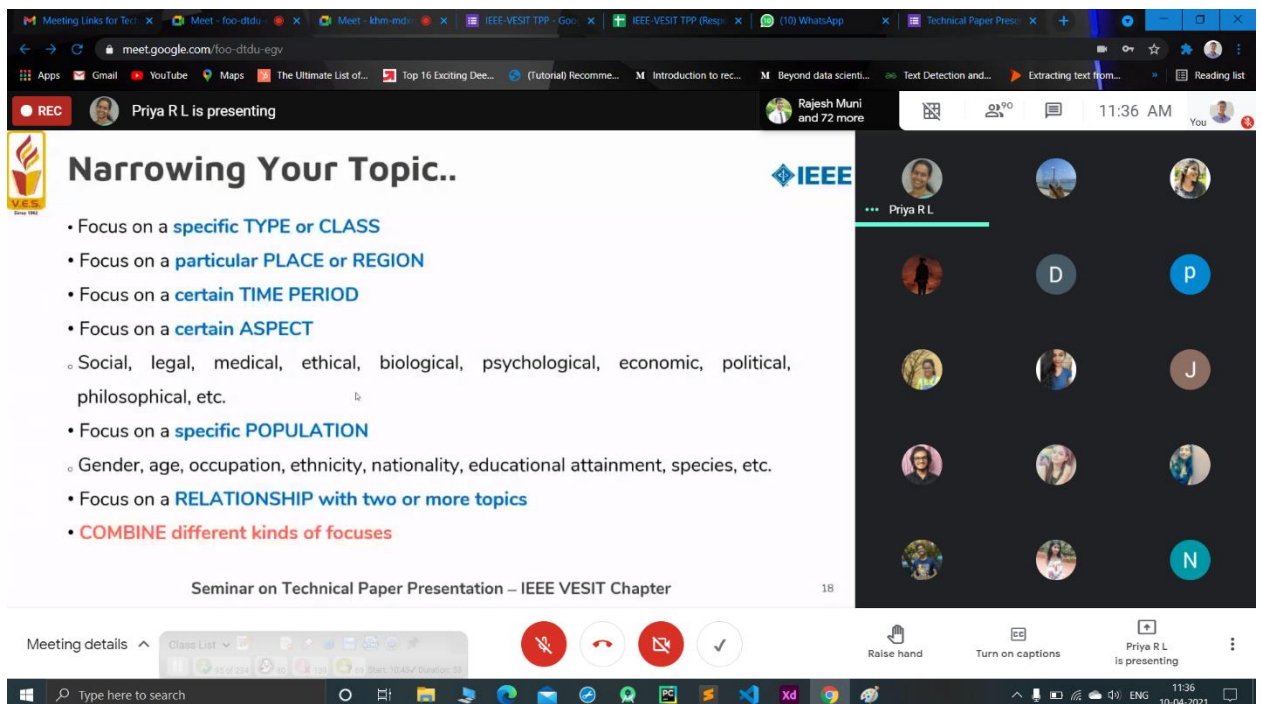 Meeting Links for Tec
Meet - foo-dtdu-
Meet - khm-mdx
IEEE-VESIT TPP - Goo
IEEE-VESIT TPP (Respo
(10) WhatsApp
Technical Paper Prese
meet.google.com/foo-dtdu-egv
Apps
Gmail
YouTube
Maps
The Ultimate List of...
Top 16 Exciting Dee...
(Tutorial) Recomme...
Introduction to rec...
Beyond data scienti...
Text Detection and...
Extracting text from...
Reading list
REC
Priya R L is presenting
Rajesh Muni
and 72 more
90
11:36 AM
You
V.E.S.
Since 1962
Narrowing Your Topic..
IEEE
• Focus on a specific TYPE or CLASS
• Focus on a particular PLACE or REGION
• Focus on a certain TIME PERIOD
• Focus on a certain ASPECT
○ Social, legal, medical, ethical, biological, psychological, economic, political,
philosophical, etc.
• Focus on a specific POPULATION
○ Gender, age, occupation, ethnicity, nationality, educational attainment, species, etc.
• Focus on a RELATIONSHIP with two or more topics
• COMBINE different kinds of focuses
Seminar on Technical Paper Presentation – IEEE VESIT Chapter
18
Priya R L
D
p
J
N
Meeting details
Class List
Raise hand
Turn on captions
Priya R L
is presenting
Type here to search
PC
Xd
ENG
11:36
10-04-2021